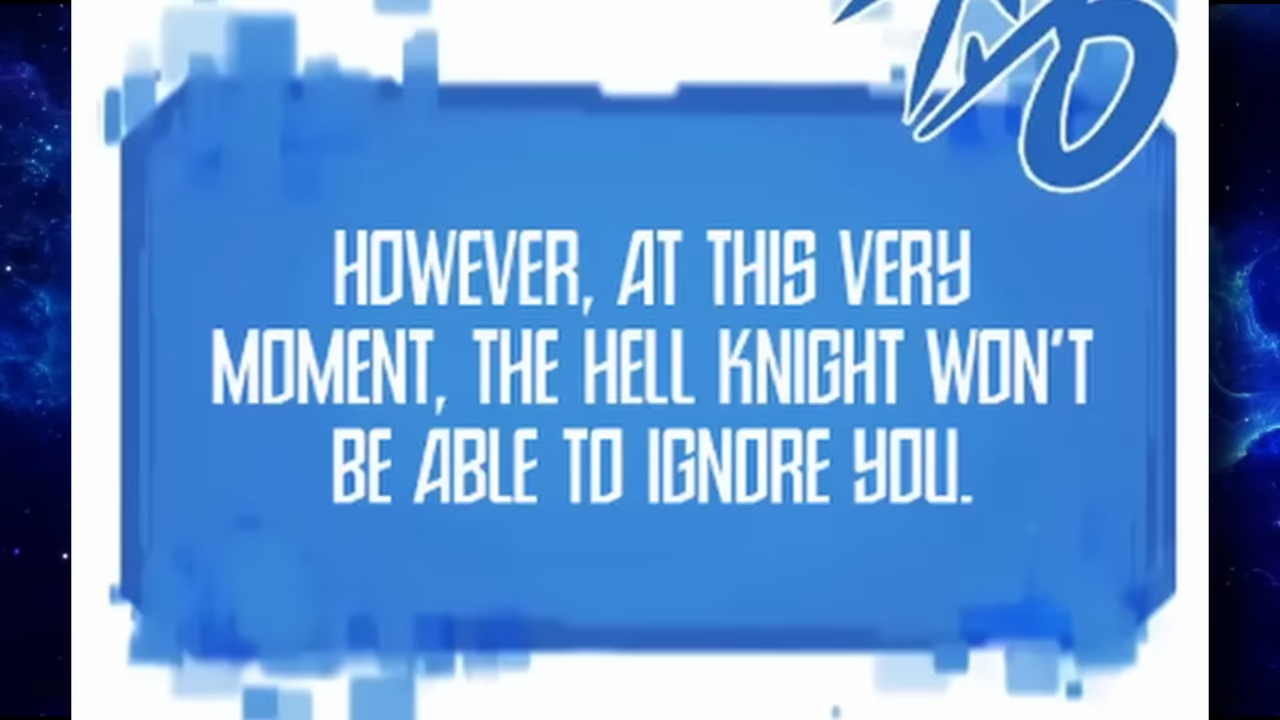 HOWEVER, AT THIS VERY
MOMENT, THE HELL KNIGHT WON'T
BE ABLE TO IGNORE YOU.